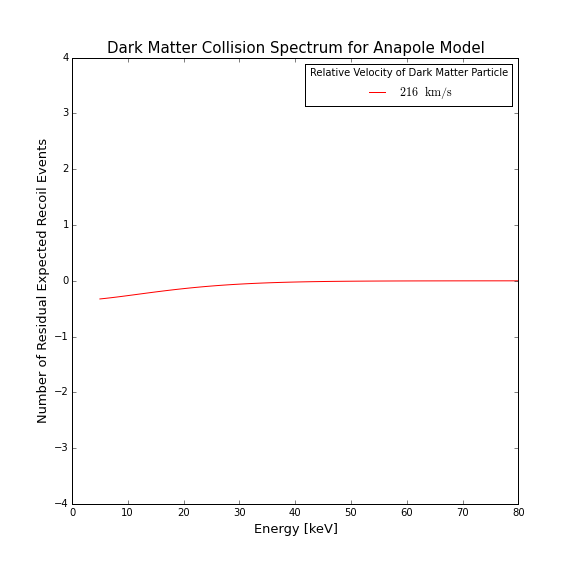 Dark Matter Collision Spectrum for Anapole Model
Relative Velocity of Dark Matter Particle
216 km/s
Number of Residual Expected Recoil Events
4
3
2
1
0
−1
−2
−3
−4
0 10 20 30 40 50 60 70 80
Energy [keV]